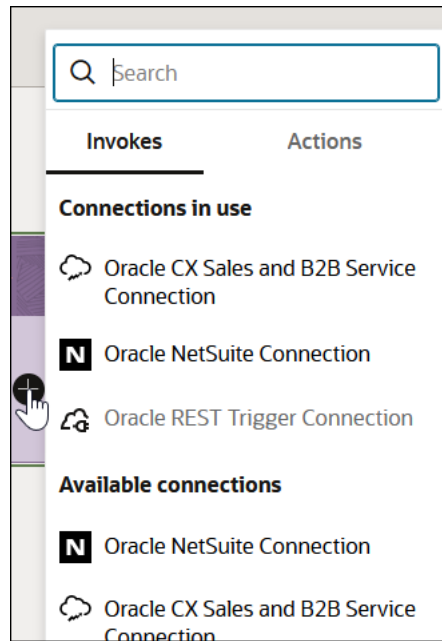 Search
Invokes Actions
Connections in use
Oracle CX Sales and B2B Service
Connection
N Oracle NetSuite Connection
Oracle REST Trigger Connection
Available connections
N Oracle NetSuite Connection
Oracle CX Sales and B2B Service
Connection